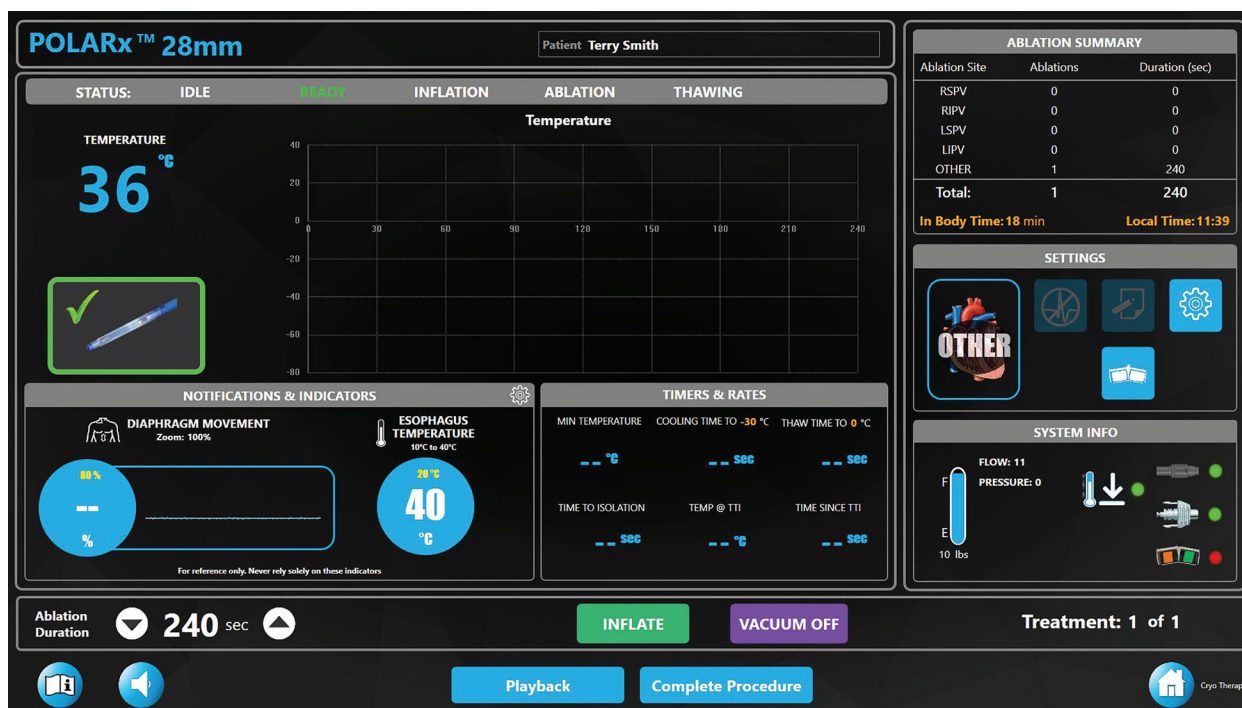 POLARx™ 28mm
Patient Terry Smith
STATUS: IDLE READY INFLATION ABLATION THAWING
TEMPERATURE
36 °C
Temperature
40
20
0
-20
-40
-60
-80
0 30 60 90 120 150 180 210 240
NOTIFICATIONS & INDICATORS
DIAPHRAGM MOVEMENT
Zoom: 100%
80 %
--
%
ESOPHAGUS
TEMPERATURE
10°C to 40°C
20 °C
40
°C
For reference only. Never rely solely on these indicators
TIMERS & RATES
MIN TEMPERATURE COOLING TIME TO -30 °C THAW TIME TO 0 °C
_ _ °C _ _ sec _ _ sec
TIME TO ISOLATION TEMP @ TTI TIME SINCE TTI
_ _ sec _ _ °C _ _ sec
ABLATION SUMMARY
Ablation Site Ablations Duration (sec)
RSPV 0 0
RIPV 0 0
LSPV 0 0
LIPV 0 0
OTHER 1 240
Total: 1 240
In Body Time: 18 min Local Time: 11:39
SETTINGS
OTHER
SYSTEM INFO
FLOW: 11
PRESSURE: 0
F
E
10 lbs
Ablation
Duration
240 sec
INFLATE
VACUUM OFF
Treatment: 1 of 1
Playback
Complete Procedure